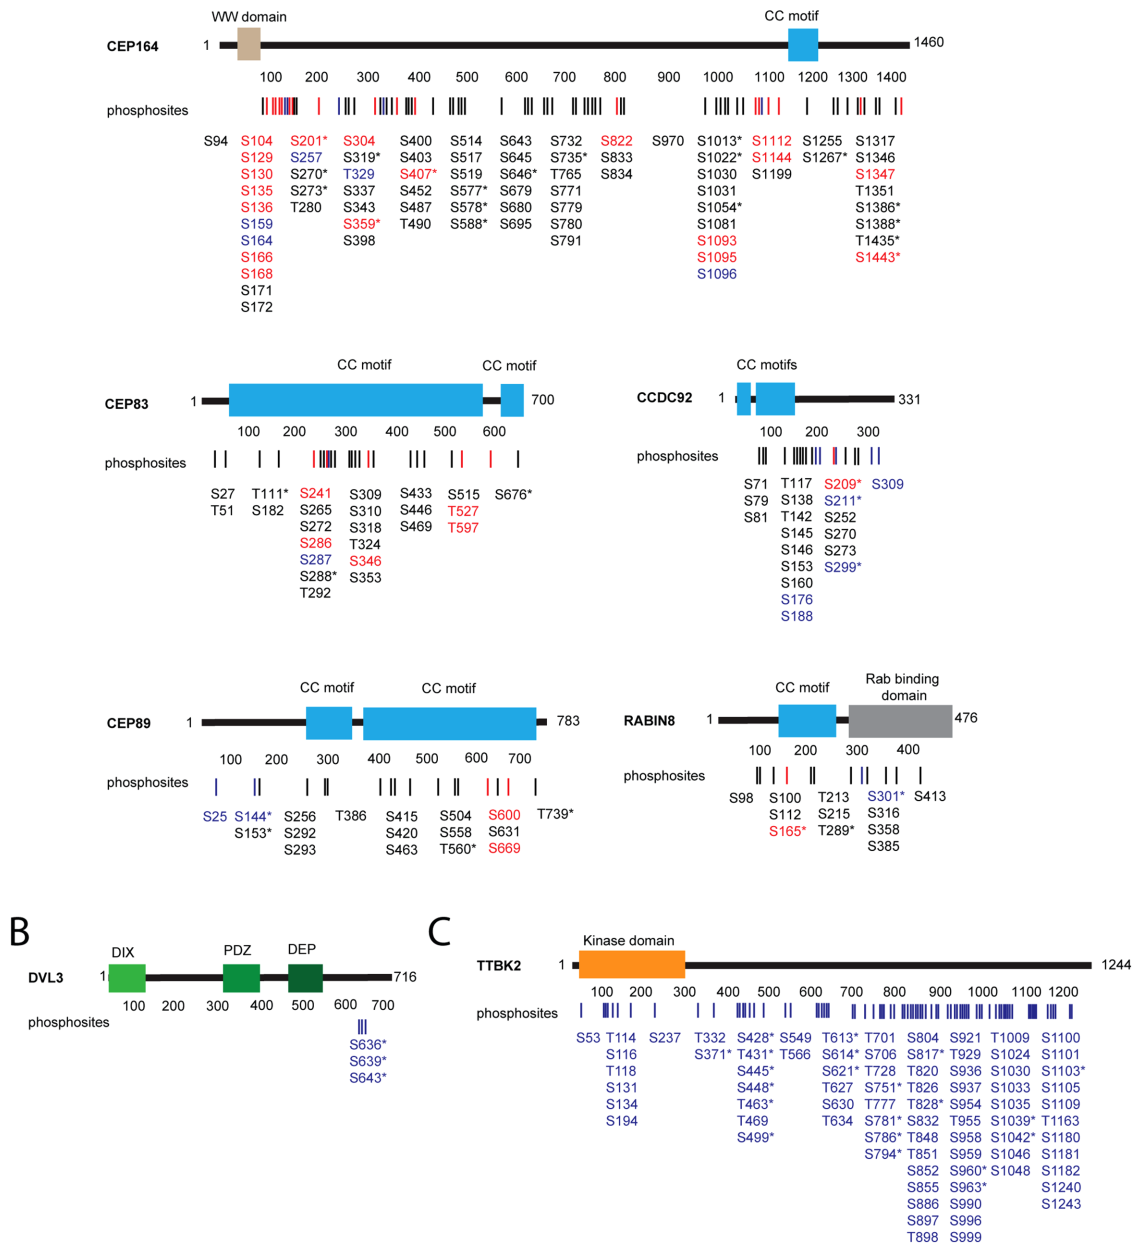 WW domain
CC motif
CEP164
1
1460
100 200 300 400 500 600 700 800 900 1000 1100 1200 1300 1400
phosphosites
S94 S104 S201* S304 S400 S514 S643 S732 S822 S970 S1013* S1112 S1255 S1317
S129 S257 S319* S403 S517 S645 S735* S833 S1022* S1144 S1267* S1346
S130 S270* T329 S407* S519 S646* T765 S834 S1030 S1199 S1347
S135 S273* S337 S452 S577* S679 S771 S1031 T1351
S136 T280 S343 S487 S578* S680 S779 S1054* S1386*
S159 S359* T490 S588* S695 S780 S1081 S1388*
S164 S398 S791 S1093 T1435*
S166 S1095 S1443*
S168 S1096
S171
S172
CC motif CC motif
CEP83
1
700
100 200 300 400 500 600
phosphosites
S27 T111* S241 S309 S433 S515 S676*
T51 S182 S265 S310 S446 T527
S272 S318 S469 T597
S286 T324
S287 S346
S288* S353
T292
CC motifs
CCDC92
1
331
100 200 300
phosphosites
S71 T117 S209* S309
S79 S138 S211*
S81 T142 S252
S145 S270
S146 S273
S153 S299*
S160
S176
S188
CC motif CC motif
CEP89
1
783
100 200 300 400 500 600 700
phosphosites
S25 S144* S256 T386 S415 S504 S600 T739*
S153* S292 S420 S558 S631
S293 S463 T560* S669
CC motif
Rab binding
domain
RABIN8
1
476
100 200 300 400
phosphosites
S98 S100 T213 S301* S413
S112 S215 S316
S165* T289* S358
S385
B
DIX PDZ DEP
DVL3
1
716
100 200 300 400 500 600 700
phosphosites
S636*
S639*
S643*
C
Kinase domain
TTBK2
1
1244
100 200 300 400 500 600 700 800 900 1000 1100 1200
phosphosites
S53 T114 S237 T332 S428* S549 T613* T701 S804 S921 T1009 S1100
S116 S371* T431* T566 S614* S706 S817* T929 S1024 S1101
T118 S445* S621* T728 T820 S936 S1030 S1103*
S131 S448* T627 S751* T826 S937 S1033 S1105
S134 T463* S630 T777 T828* S954 S1035 S1109
S194 T469 T634 S781* S832 T955 S1039* T1163
S499* S786* T848 S958 S1042* S1180
S794* T851 S959 S1046 S1181
S852 S960* S1048 S1182
S855 S963* S1240
S886 S990 S1243
S897 S996
T898 S999